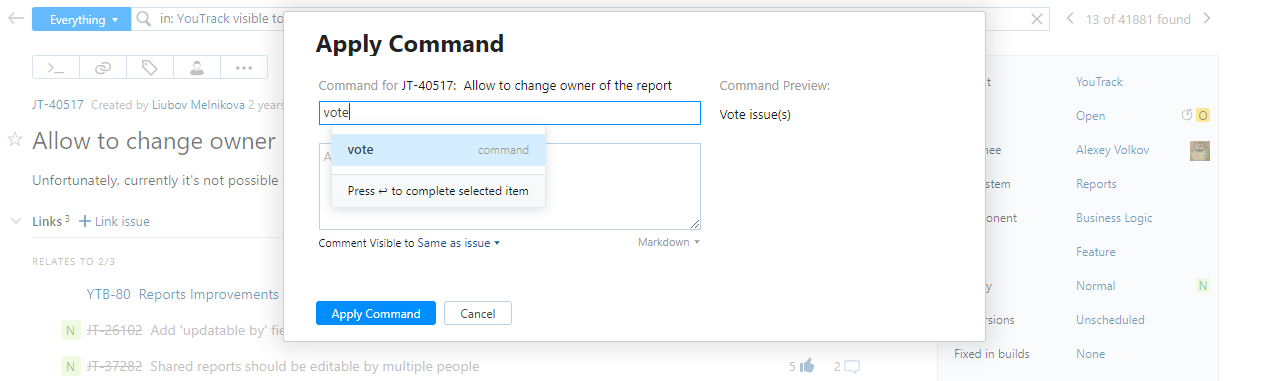 Everything
in: YouTrack visible to
13 of 41881 found
Apply Command
Command for JT-40517: Allow to change owner of the report
Command Preview:
vote
Vote issue(s)
vote command
Press ↩ to complete selected item
Comment Visible to Same as issue
Markdown
Apply Command
Cancel
JT-40517 Created by Liubov Melnikova 2 years
Allow to change owner
Unfortunately, currently it's not possible
Links 3
Link issue
RELATES TO 2/3
YTB-80 Reports Improvements
N JT-26102 Add 'updatable by' fie
N JT-37282 Shared reports should be editable by multiple people 5 2
YouTrack
Open O
Alexey Volkov
Reports
Business Logic
Feature
Normal N
Unscheduled
Fixed in builds None